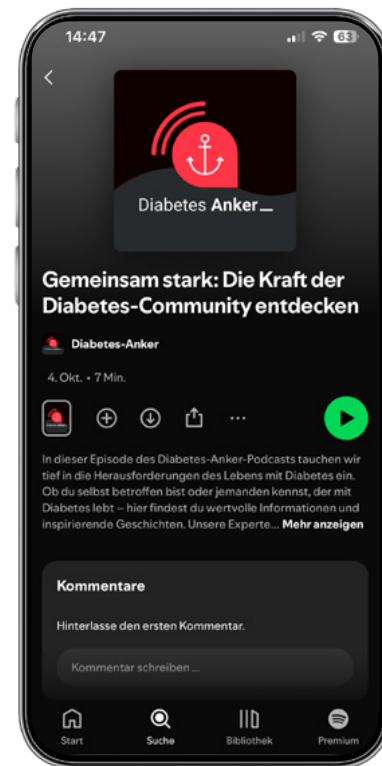 14:47
63
Diabetes Anker_
Gemeinsam stark: Die Kraft der
Diabetes-Community entdecken
Diabetes-Anker
4. Okt. • 7 Min.
In dieser Episode des Diabetes-Anker-Podcasts tauchen wir
tief in die Herausforderungen des Lebens mit Diabetes ein.
Ob du selbst betroffen bist oder jemanden kennst, der mit
Diabetes lebt – hier findest du wertvolle Informationen und
inspirierende Geschichten. Unsere Experte... Mehr anzeigen
Kommentare
Hinterlasse den ersten Kommentar.
Kommentar schreiben ...
Start
Suche
Bibliothek
Premium